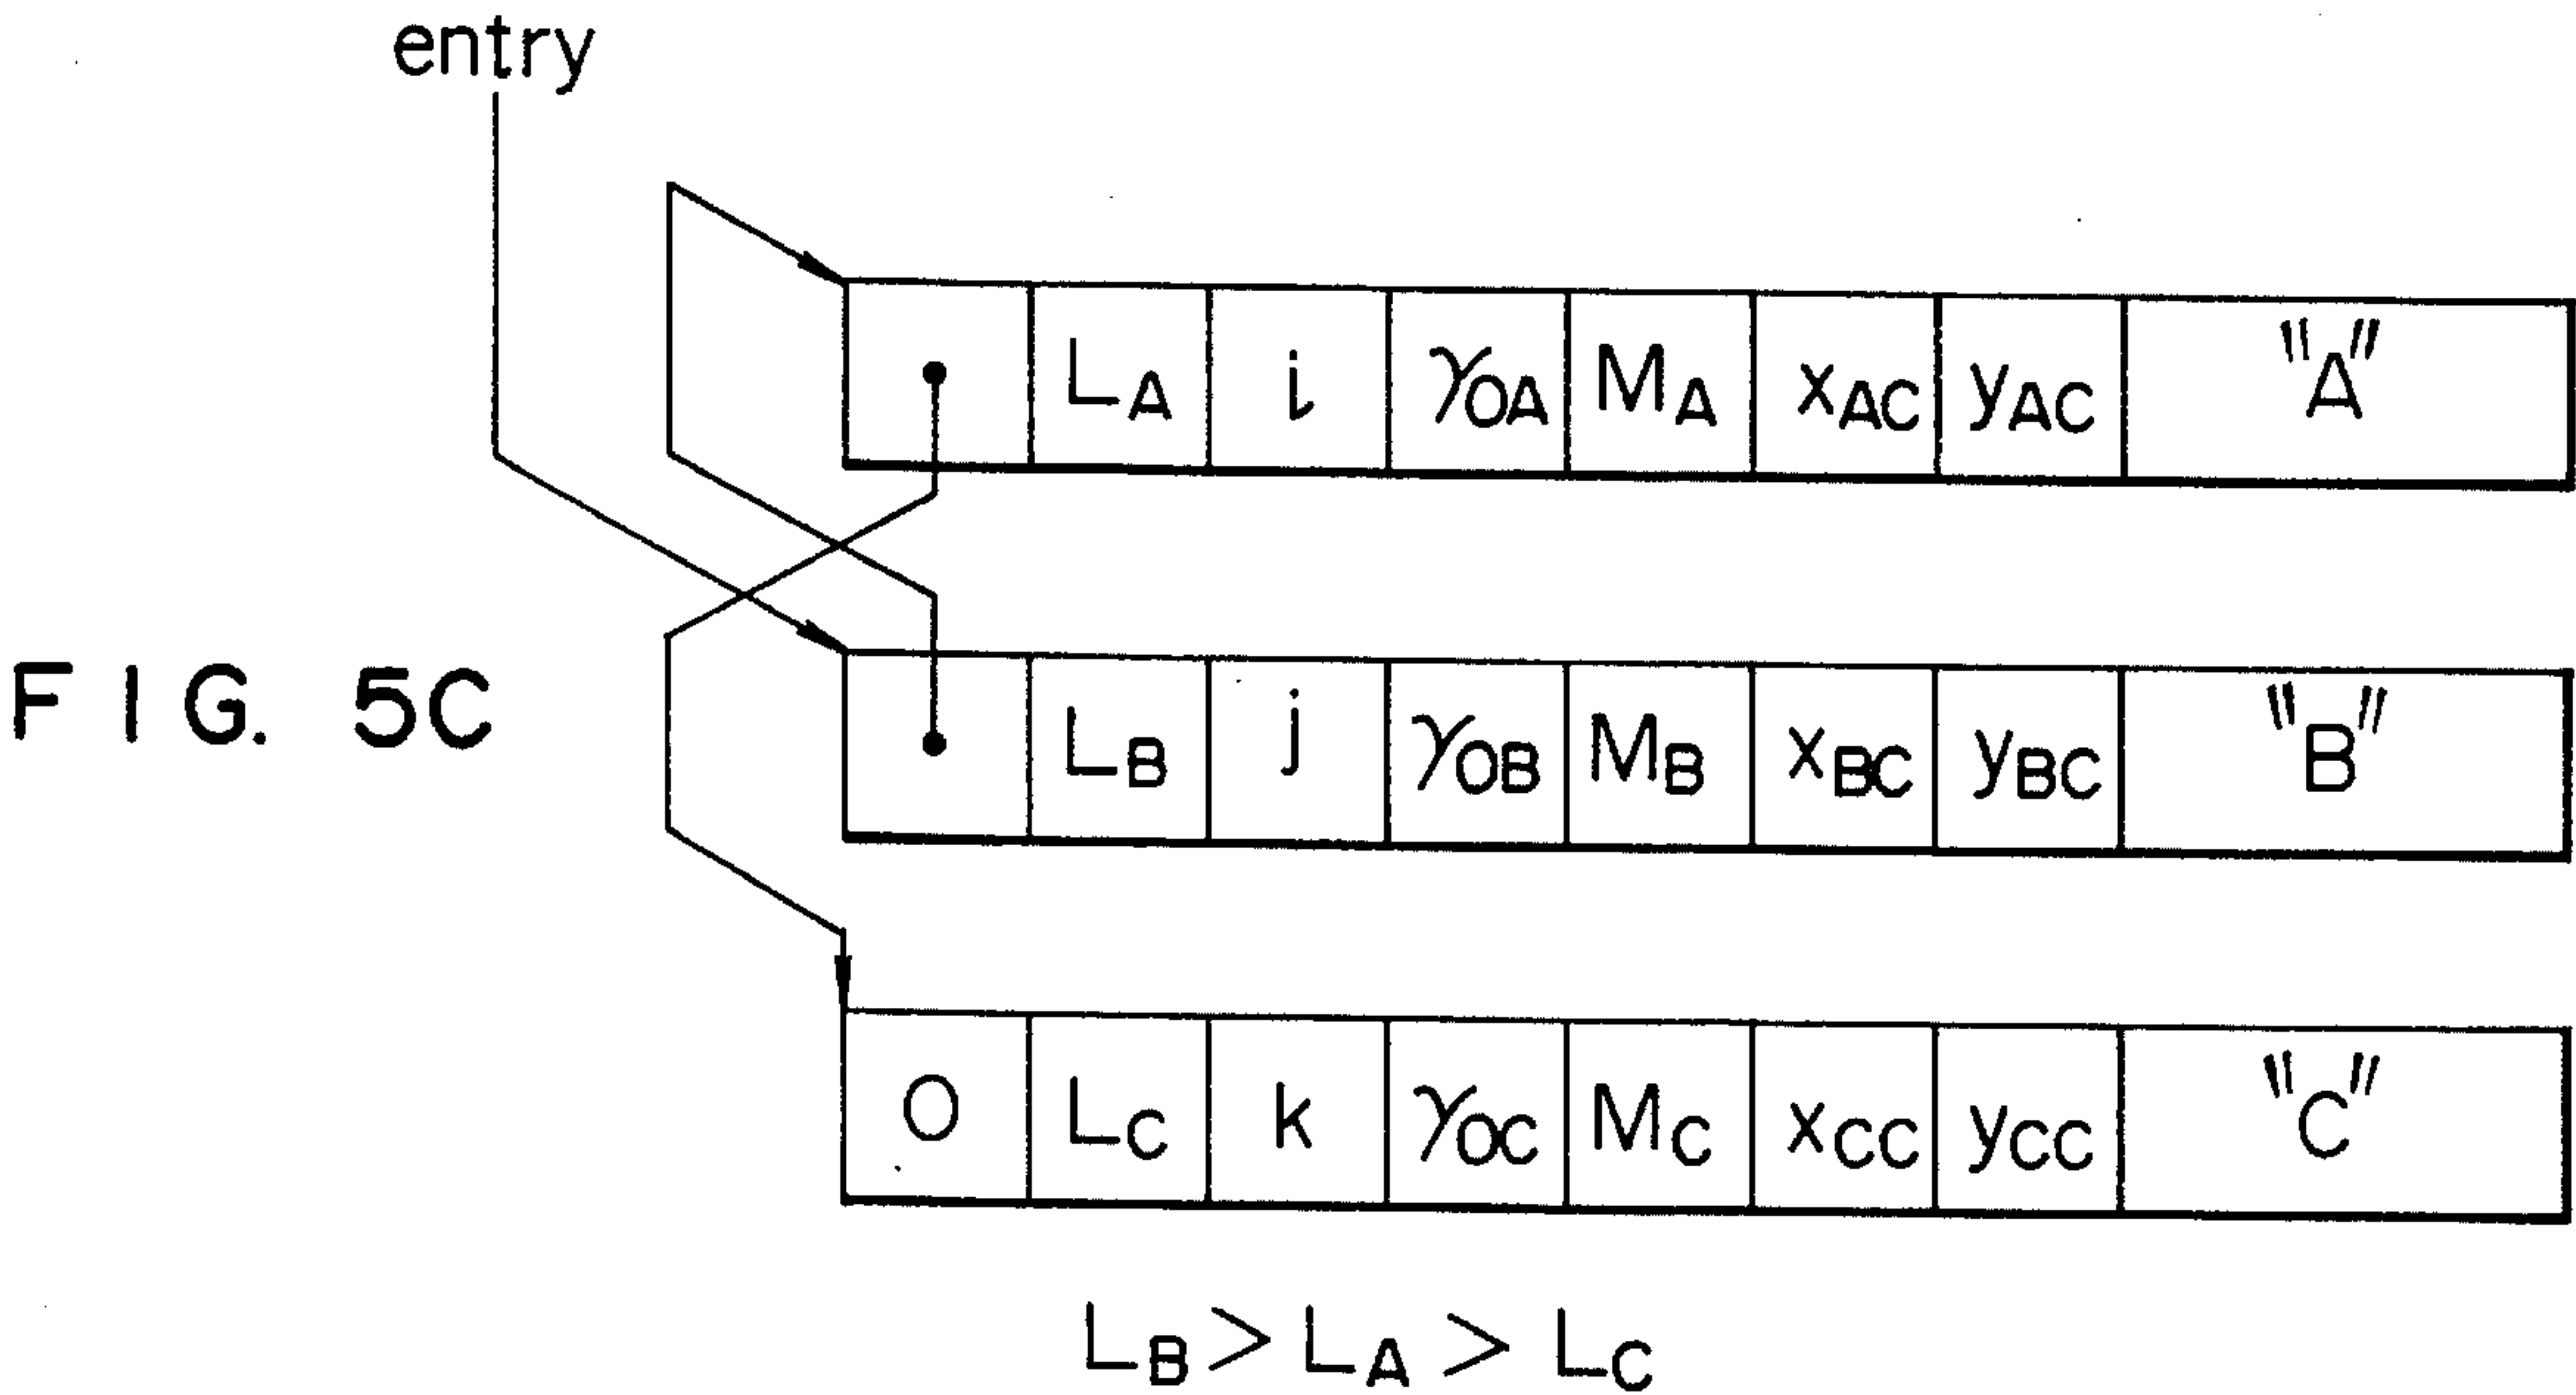 entry
L_A i γ_OA M_A x_AC y_AC "A"
FIG. 5C
L_B j γ_OB M_B x_BC y_BC "B"
O L_C k γ_OC M_C x_CC y_CC "C"
L_B > L_A > L_C